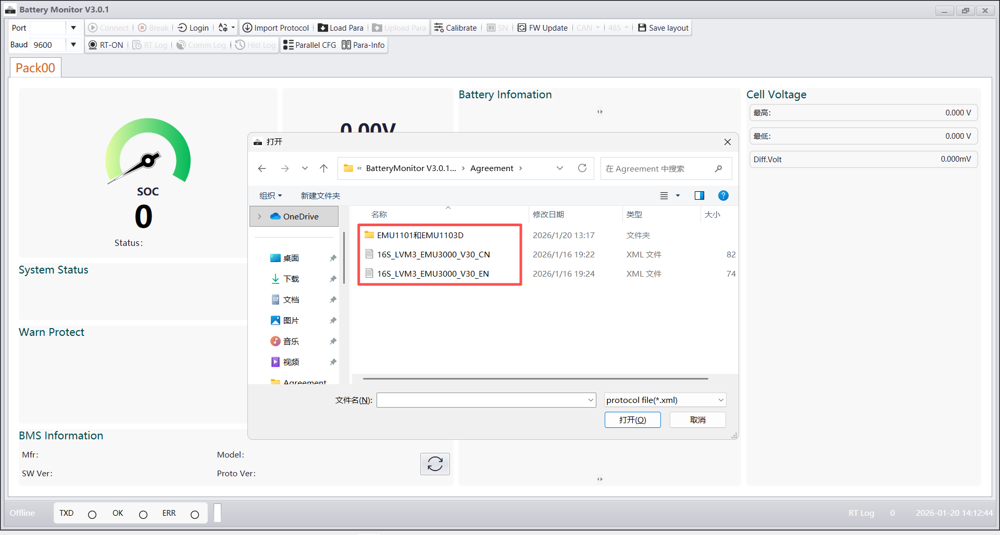 Battery Monitor V3.0.1
Port Connect Break Login Import Protocol Load Para Upload Para Calibrate SN FW Update CAN 485 Save layout
Baud 9600 RT-ON RT Log Comm Log Hist Log Parallel CFG Para-Info
Pack00
SOC
0
Status:
0.00V
Battery Infomation
Cell Voltage
最高: 0.000 V
最低: 0.000 V
Diff.Volt 0.000mV
System Status
Warn Protect
BMS Information
Mfr: Model:
SW Ver: Proto Ver:
打开
« BatteryMonitor V3.0.1... › Agreement ›
在 Agreement 中搜索
组织 新建文件夹
OneDrive
桌面
下载
文档
图片
音乐
视频
Agreement
名称 修改日期 类型 大小
EMU1101和EMU1103D 2026/1/20 13:17 文件夹
16S_LVM3_EMU3000_V30_CN 2026/1/16 19:22 XML 文件 82
16S_LVM3_EMU3000_V30_EN 2026/1/16 19:24 XML 文件 74
文件名(N): protocol file(*.xml)
打开(O) 取消
Offline TXD OK ERR RT Log 0 2026-01-20 14:12:44